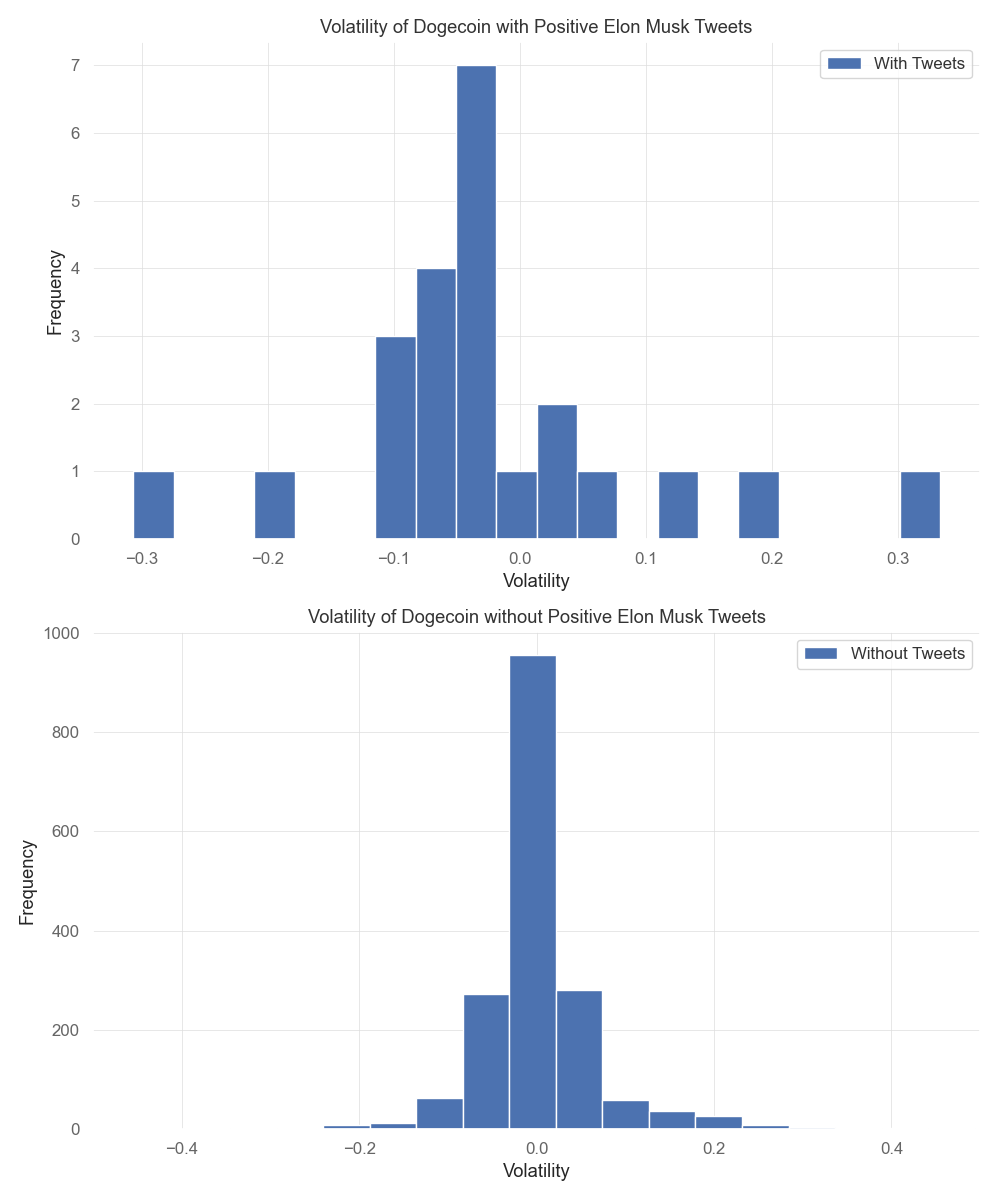 Volatility of Dogecoin with Positive Elon Musk Tweets
With Tweets
7
6
5
4
3
2
1
0
Frequency
−0.3 −0.2 −0.1 0.0 0.1 0.2 0.3
Volatility
Volatility of Dogecoin without Positive Elon Musk Tweets
Without Tweets
1000
800
600
400
200
0
Frequency
−0.4 −0.2 0.0 0.2 0.4
Volatility